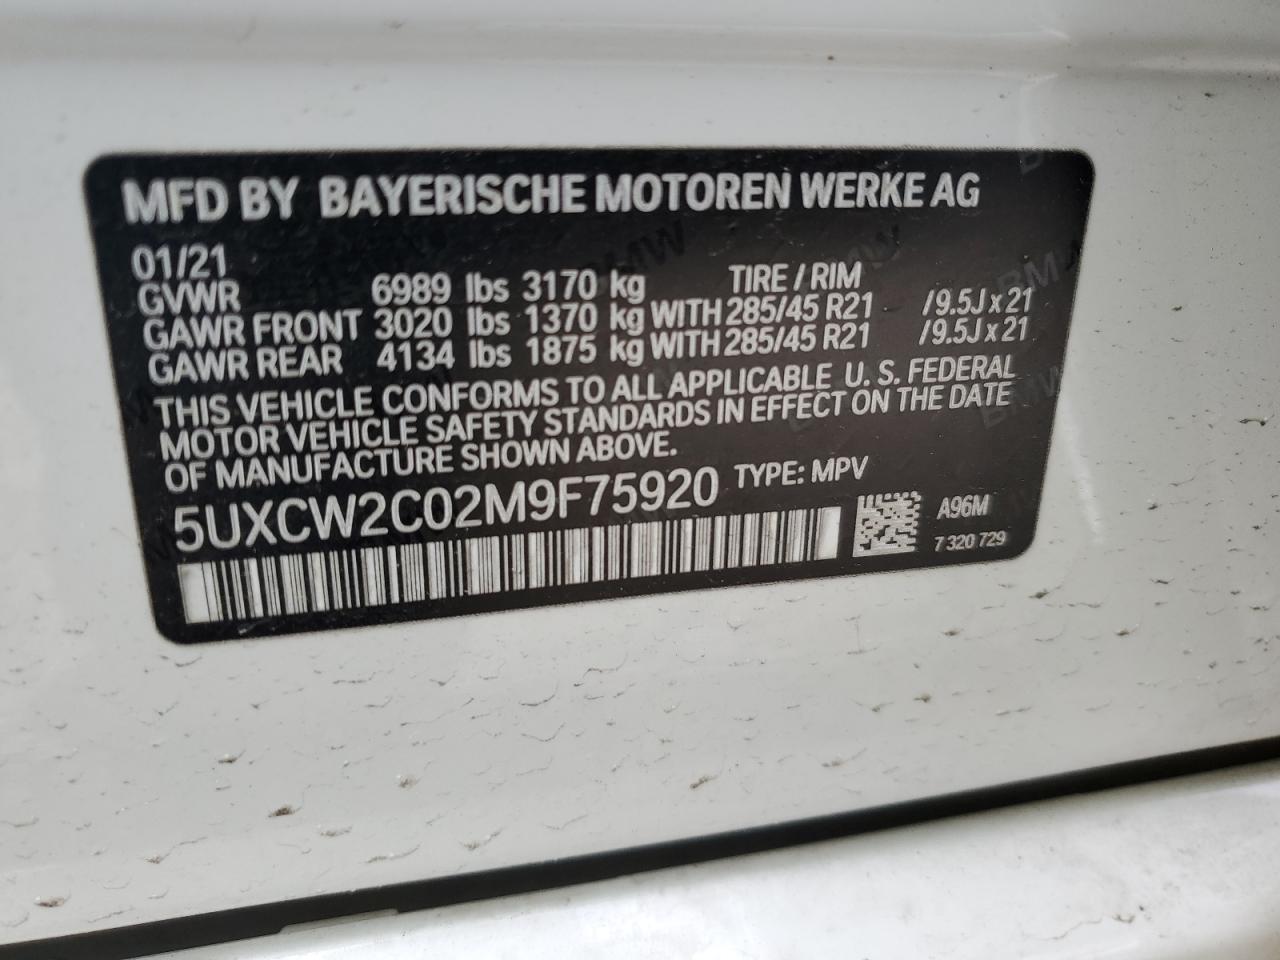 MFD BY BAYERISCHE MOTOREN WERKE AG
01/21
GVWR 6989 lbs 3170 kg TIRE / RIM
GAWR FRONT 3020 lbs 1370 kg WITH 285/45 R21 /9.5J x 21
GAWR REAR 4134 lbs 1875 kg WITH 285/45 R21 /9.5J x 21
THIS VEHICLE CONFORMS TO ALL APPLICABLE U. S. FEDERAL
MOTOR VEHICLE SAFETY STANDARDS IN EFFECT ON THE DATE
OF MANUFACTURE SHOWN ABOVE.
5UXCW2C02M9F75920 TYPE: MPV
A96M
7 320 729